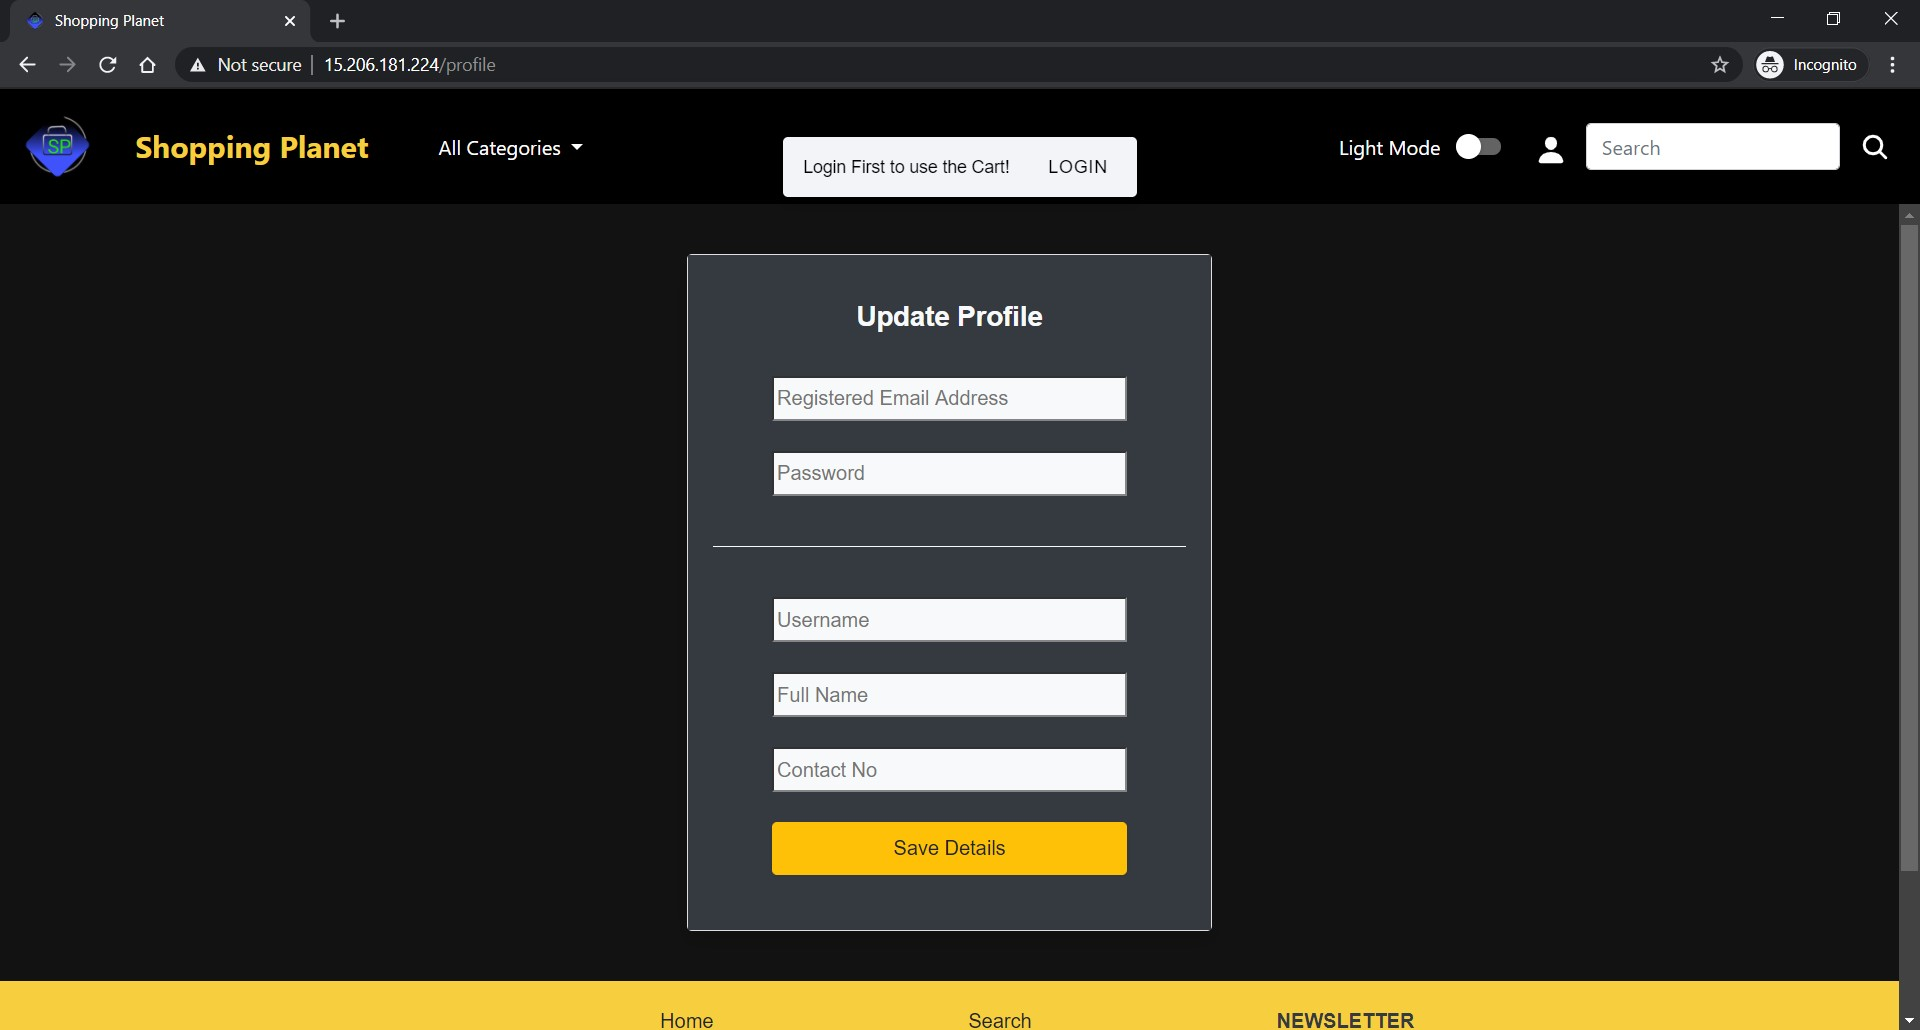 Shopping Planet
Not secure
15.206.181.224/profile
Incognito
SP
Shopping Planet
All Categories
Login First to use the Cart!
LOGIN
Light Mode
Search
Update Profile
Registered Email Address
Password
Username
Full Name
Contact No
Save Details
Home
Search
NEWSLETTER